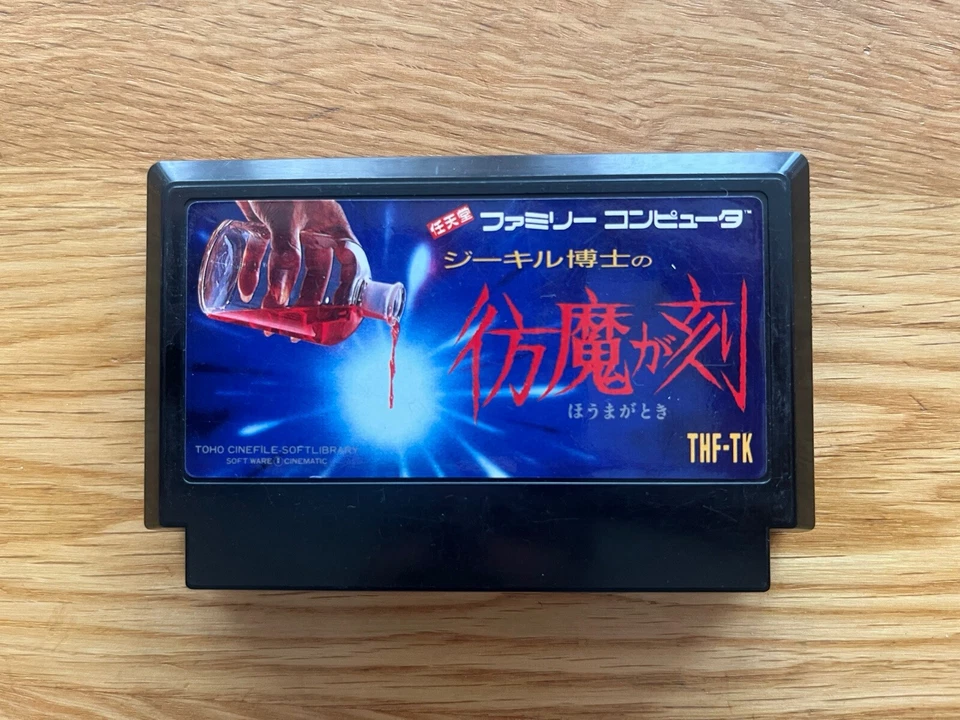 任天堂 ファミリー コンピュータ™
ジーキル博士の
彷魔が刻
ほうまがとき
THF-TK
TOHO CINEFILE-SOFTLIBRARY
SOFT WARE CINEMATIC